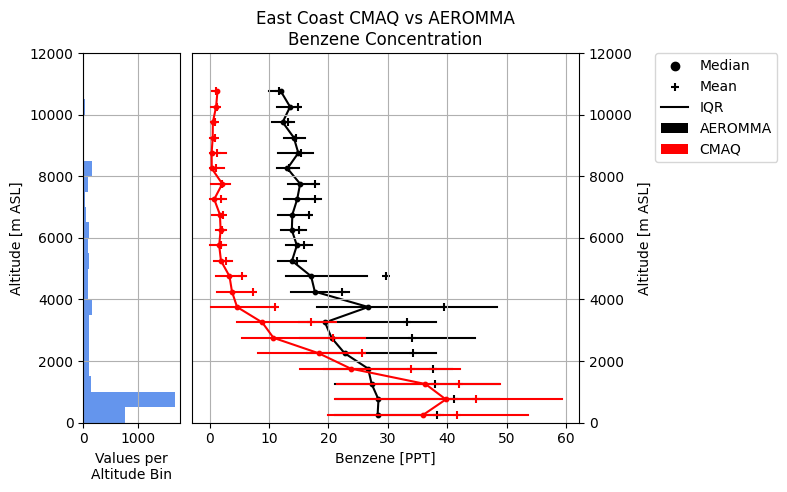 East Coast CMAQ vs AEROMMA
Benzene Concentration
12000
10000
8000
6000
4000
2000
0
Altitude [m ASL]
0 1000
Values per
Altitude Bin
0 10 20 30 40 50 60
Benzene [PPT]
12000
10000
8000
6000
4000
2000
0
Altitude [m ASL]
Median
Mean
IQR
AEROMMA
CMAQ